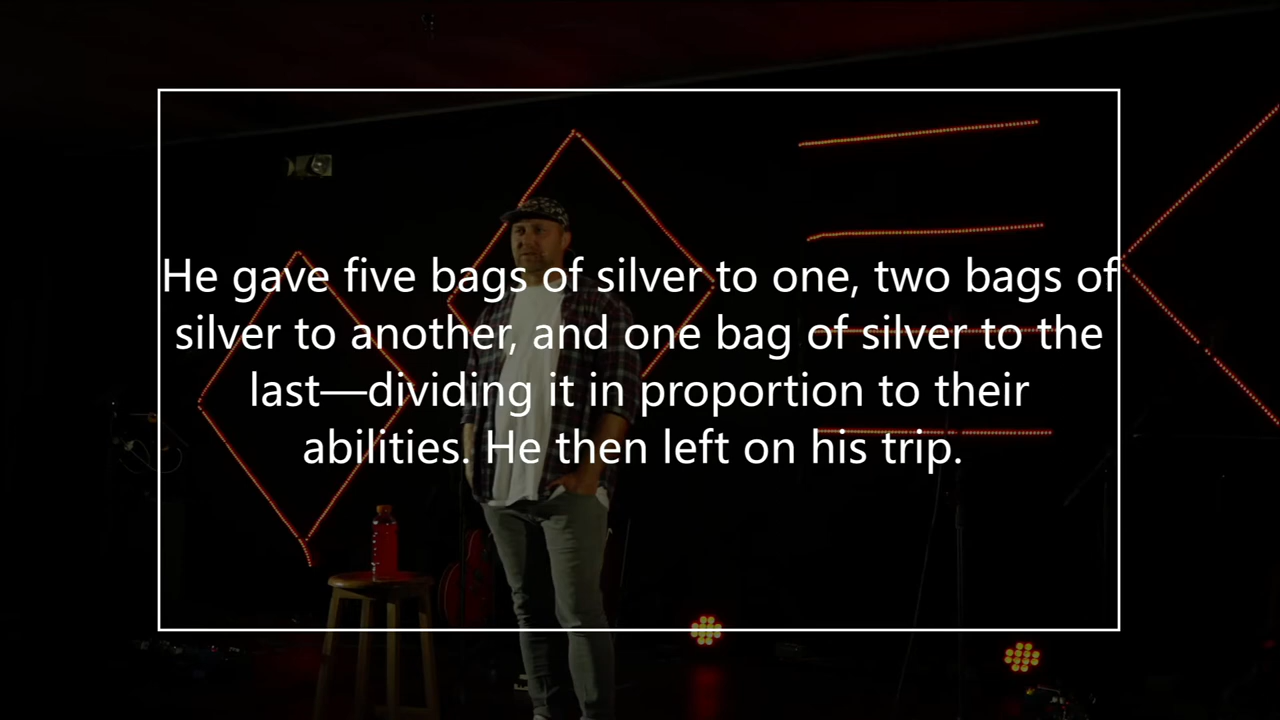 He gave five bags of silver to one, two bags of
silver to another, and one bag of silver to the
last—dividing it in proportion to their
abilities. He then left on his trip.